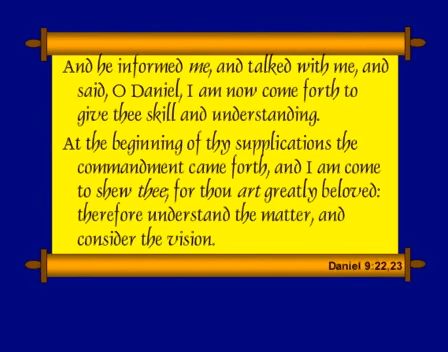 And he informed me, and talked with me, and
said, O Daniel, I am now come forth to
give thee skill and understanding.
At the beginning of thy supplications the
commandment came forth, and I am come
to shew thee; for thou art greatly beloved:
therefore understand the matter, and
consider the vision.
Daniel 9:22,23